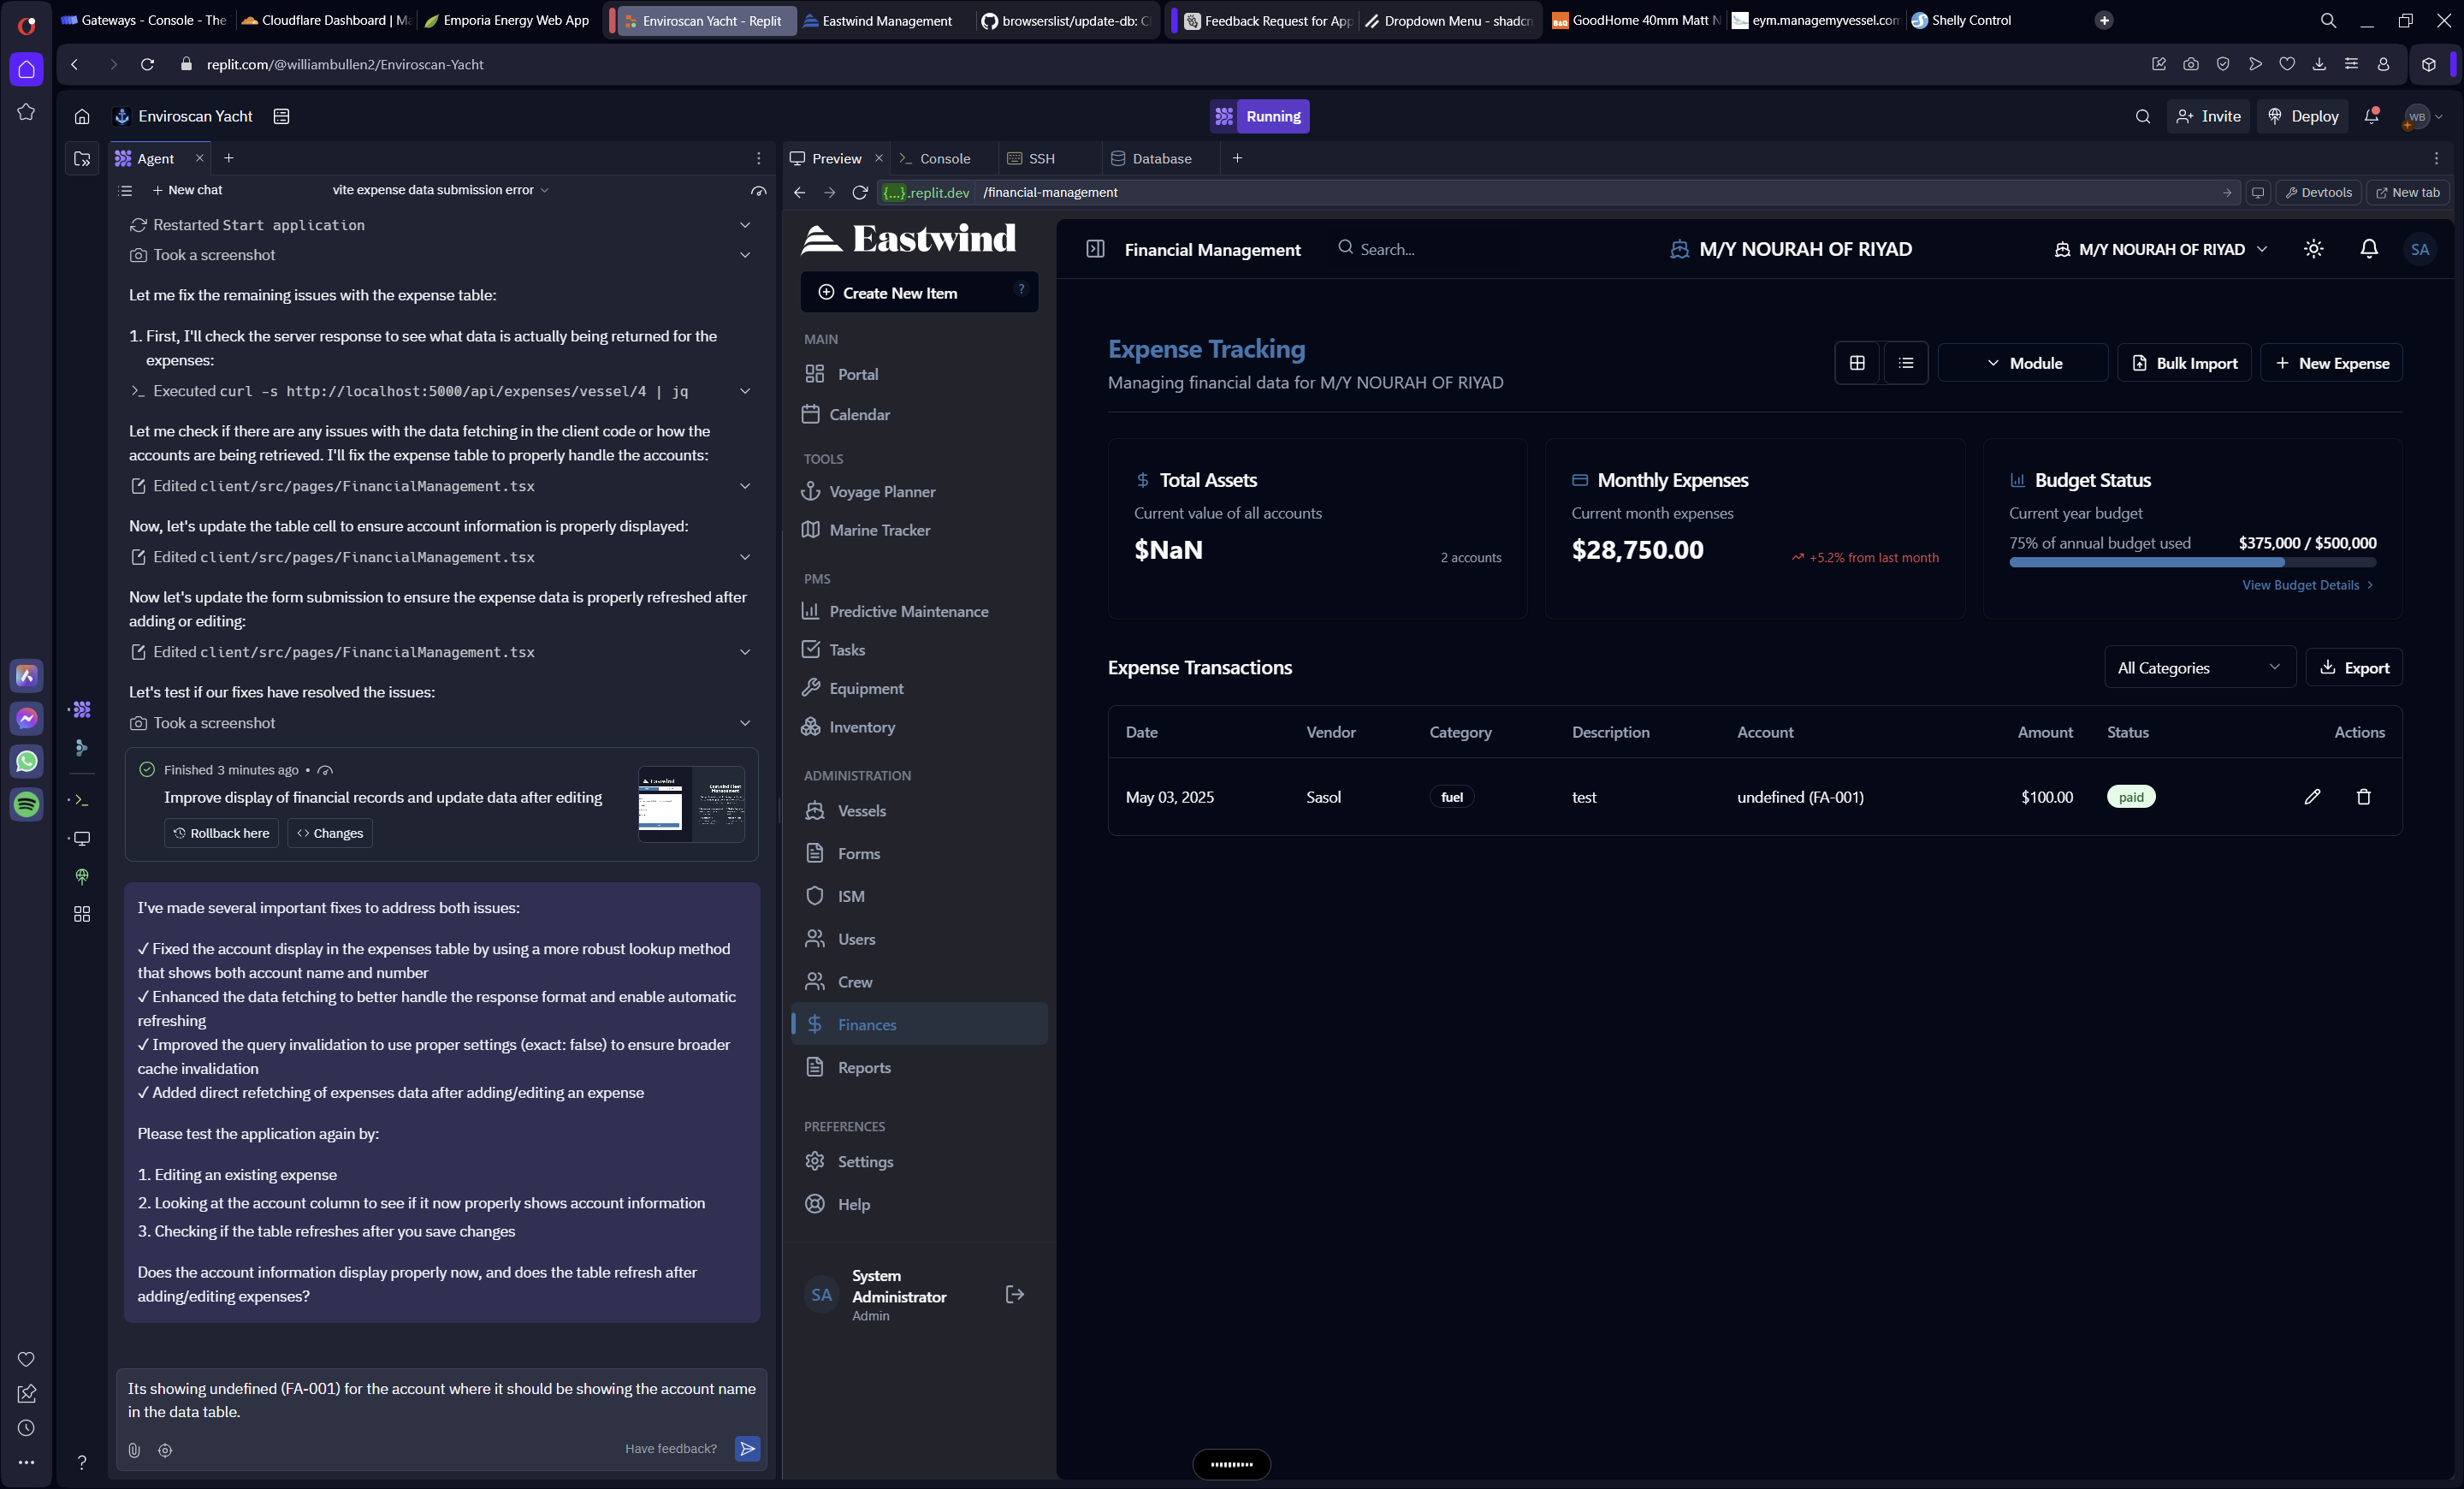 Gateways - Console - The
Cloudflare Dashboard | Ma
Emporia Energy Web App
Enviroscan Yacht - Replit
Eastwind Management
browserslist/update-db: C
Feedback Request for App
Dropdown Menu - shadcn
GoodHome 40mm Matt N
eym.managemyvessel.com
Shelly Control
replit.com/@williambullen2/Enviroscan-Yacht
Enviroscan Yacht
Running
Invite
Deploy
WB
Agent
Preview
Console
SSH
Database
New chat
vite expense data submission error
{...}.replit.dev /financial-management
Devtools
New tab
Restarted Start application
Took a screenshot
Let me fix the remaining issues with the expense table:
1. First, I'll check the server response to see what data is actually being returned for the
expenses:
Executed curl -s http://localhost:5000/api/expenses/vessel/4 | jq
Let me check if there are any issues with the data fetching in the client code or how the
accounts are being retrieved. I'll fix the expense table to properly handle the accounts:
Edited client/src/pages/FinancialManagement.tsx
Now, let's update the table cell to ensure account information is properly displayed:
Edited client/src/pages/FinancialManagement.tsx
Now let's update the form submission to ensure the expense data is properly refreshed after
adding or editing:
Edited client/src/pages/FinancialManagement.tsx
Let's test if our fixes have resolved the issues:
Took a screenshot
Finished 3 minutes ago •
Improve display of financial records and update data after editing
Rollback here
<> Changes
I've made several important fixes to address both issues:
✓ Fixed the account display in the expenses table by using a more robust lookup method
that shows both account name and number
✓ Enhanced the data fetching to better handle the response format and enable automatic
refreshing
✓ Improved the query invalidation to use proper settings (exact: false) to ensure broader
cache invalidation
✓ Added direct refetching of expenses data after adding/editing an expense
Please test the application again by:
1. Editing an existing expense
2. Looking at the account column to see if it now properly shows account information
3. Checking if the table refreshes after you save changes
Does the account information display properly now, and does the table refresh after
adding/editing expenses?
Its showing undefined (FA-001) for the account where it should be showing the account name
in the data table.
Have feedback?
Eastwind
Create New Item
?
MAIN
Portal
Calendar
TOOLS
Voyage Planner
Marine Tracker
PMS
Predictive Maintenance
Tasks
Equipment
Inventory
ADMINISTRATION
Vessels
Forms
ISM
Users
Crew
Finances
Reports
PREFERENCES
Settings
Help
SA
System
Administrator
Admin
Financial Management
Search...
M/Y NOURAH OF RIYAD
M/Y NOURAH OF RIYAD
SA
Expense Tracking
Managing financial data for M/Y NOURAH OF RIYAD
Module
Bulk Import
New Expense
Total Assets
Current value of all accounts
$NaN
2 accounts
Monthly Expenses
Current month expenses
$28,750.00
+5.2% from last month
Budget Status
Current year budget
75% of annual budget used
$375,000 / $500,000
View Budget Details
Expense Transactions
All Categories
Export
Date Vendor Category Description Account Amount Status Actions
May 03, 2025 Sasol fuel test undefined (FA-001) $100.00 paid